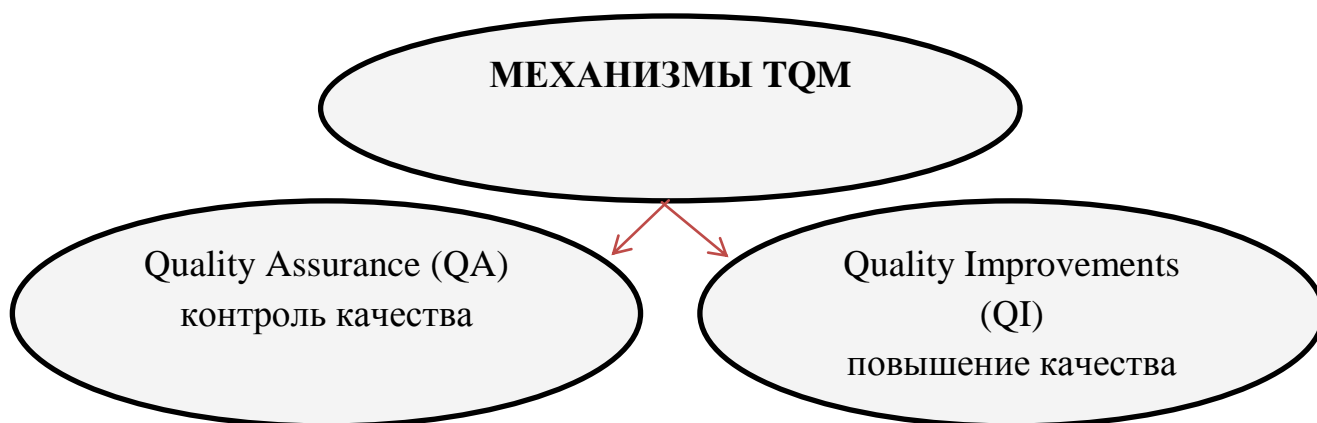 МЕХАНИЗМЫ TQM
Quality Assurance (QA)
контроль качества
Quality Improvements
(QI)
повышение качества